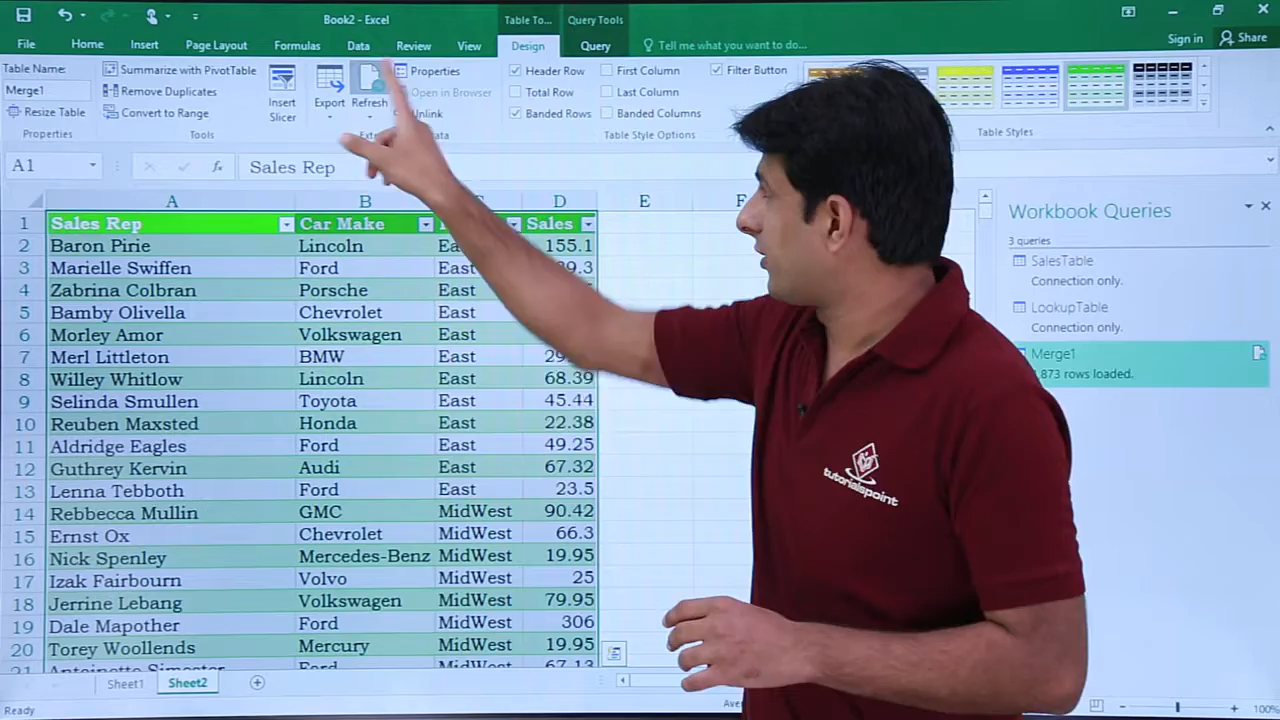 Book2 - Excel
Table To... Query Tools
File Home Insert Page Layout Formulas Data Review View Design Query Tell me what you want to do... Sign in Share
Table Name: Summarize with PivotTable Properties Header Row First Column Filter Button
Merge1 Remove Duplicates Insert Export Refresh Open in Browser Total Row Last Column
Resize Table Convert to Range Slicer Unlink Banded Rows Banded Columns
Properties Tools Table Style Options Table Styles
A1 fx Sales Rep
A B D E F
1 Sales Rep Car Make Sales
2 Baron Pirie Lincoln 155.1
3 Marielle Swiffen Ford East
4 Zabrina Colbran Porsche East
5 Bamby Olivella Chevrolet East
6 Morley Amor Volkswagen East
7 Merl Littleton BMW East
8 Willey Whitlow Lincoln East 68.39
9 Selinda Smullen Toyota East 45.44
10 Reuben Maxsted Honda East 22.38
11 Aldridge Eagles Ford East 49.25
12 Guthrey Kervin Audi East 67.32
13 Lenna Tebboth Ford East 23.5
14 Rebbecca Mullin GMC MidWest 90.42
15 Ernst Ox Chevrolet MidWest 66.3
16 Nick Spenley Mercedes-Benz MidWest 19.95
17 Izak Fairbourn Volvo MidWest 25
18 Jerrine Lebang Volkswagen MidWest 79.95
19 Dale Mapother Ford MidWest 306
20 Torey Woollends Mercury MidWest 19.95
21 Antoinette Simester Ford MidWest 67.13
Sheet1 Sheet2
Ready
100%
Workbook Queries
3 queries
SalesTable
Connection only.
LookupTable
Connection only.
Merge1
873 rows loaded.
tutorialspoint